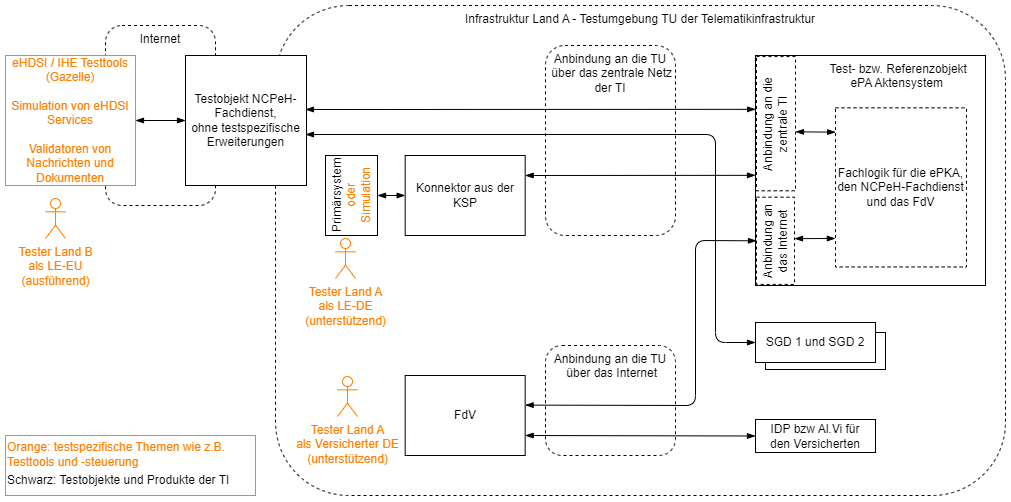 Infrastruktur Land A - Testumgebung TU der Telematikinfrastruktur
Internet
eHDSI / IHE Testtools
(Gazelle)
Simulation von eHDSI
Services
Validatoren von
Nachrichten und
Dokumenten
Testobjekt NCPeH-
Fachdienst,
ohne testspezifische
Erweiterungen
Anbindung an die TU
über das zentrale Netz
der TI
Test- bzw. Referenzobjekt
ePA Aktensystem
Anbindung an die
zentrale TI
Fachlogik für die ePKA,
den NCPeH-Fachdienst
und das FdV
Anbindung an
das Internet
Primärsystem
oder
Simulation
Konnektor aus der
KSP
Tester Land B
als LE-EU
(ausführend)
Tester Land A
als LE-DE
(unterstützend)
SGD 1 und SGD 2
Anbindung an die TU
über das Internet
FdV
Tester Land A
als Versicherter DE
(unterstützend)
IDP bzw Al.Vi für
den Versicherten
Orange: testspezifische Themen wie z.B.
Testtools und -steuerung
Schwarz: Testobjekte und Produkte der TI